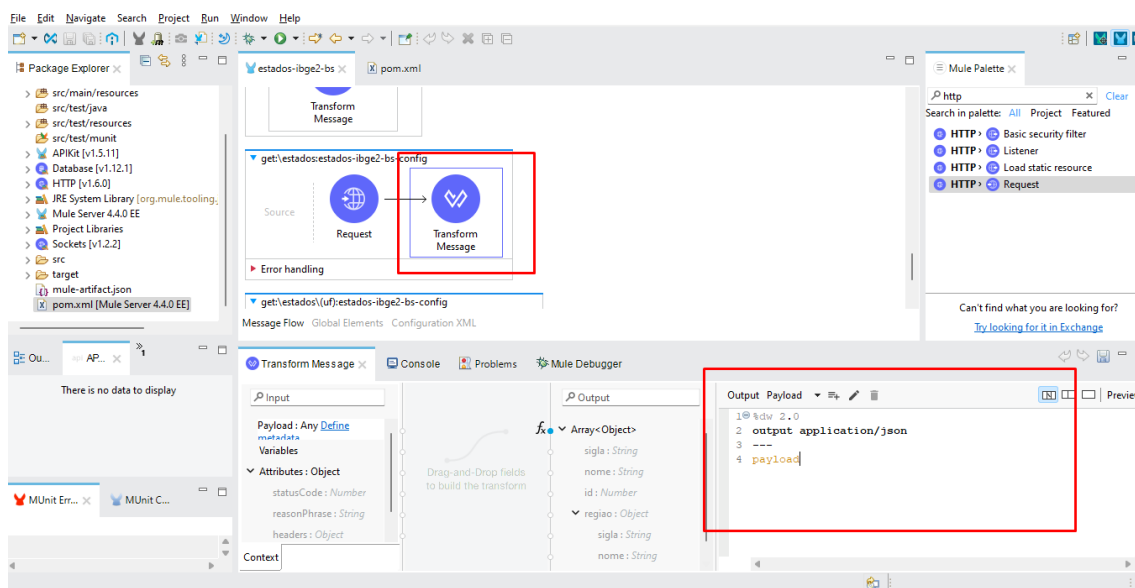 File Edit Navigate Search Project Run Window Help
Package Explorer
src/main/resources
src/test/java
src/test/resources
src/test/munit
APIKit [v1.5.11]
Database [v1.12.1]
HTTP [v1.6.0]
JRE System Library [org.mule.tooling.
Mule Server 4.4.0 EE
Project Libraries
Sockets [v1.2.2]
src
target
mule-artifact.json
pom.xml [Mule Server 4.4.0 EE]
estados-ibge2-bs
pom.xml
Transform
Message
get:\estados:estados-ibge2-bs-config
Source
Request
Transform
Message
Error handling
get:\estados\(uf):estados-ibge2-bs-config
Message Flow Global Elements Configuration XML
Mule Palette
http
Clear
Search in palette: All Project Featured
HTTP › Basic security filter
HTTP › Listener
HTTP › Load static resource
HTTP › Request
Can't find what you are looking for?
Try looking for it in Exchange
Ou...
AP...
1
There is no data to display
MUnit Err...
MUnit C...
Transform Message
Console
Problems
Mule Debugger
Input
Payload : Any Define
metadata
Variables
Attributes : Object
statusCode : Number
reasonPhrase : String
headers : Object
Context
Drag-and-Drop fields
to build the transform
Output
fx
Array<Object>
sigla : String
nome : String
id : Number
regiao : Object
sigla : String
nome : String
Output Payload
Preview
1 %dw 2.0
2 output application/json
3 ---
4 payload